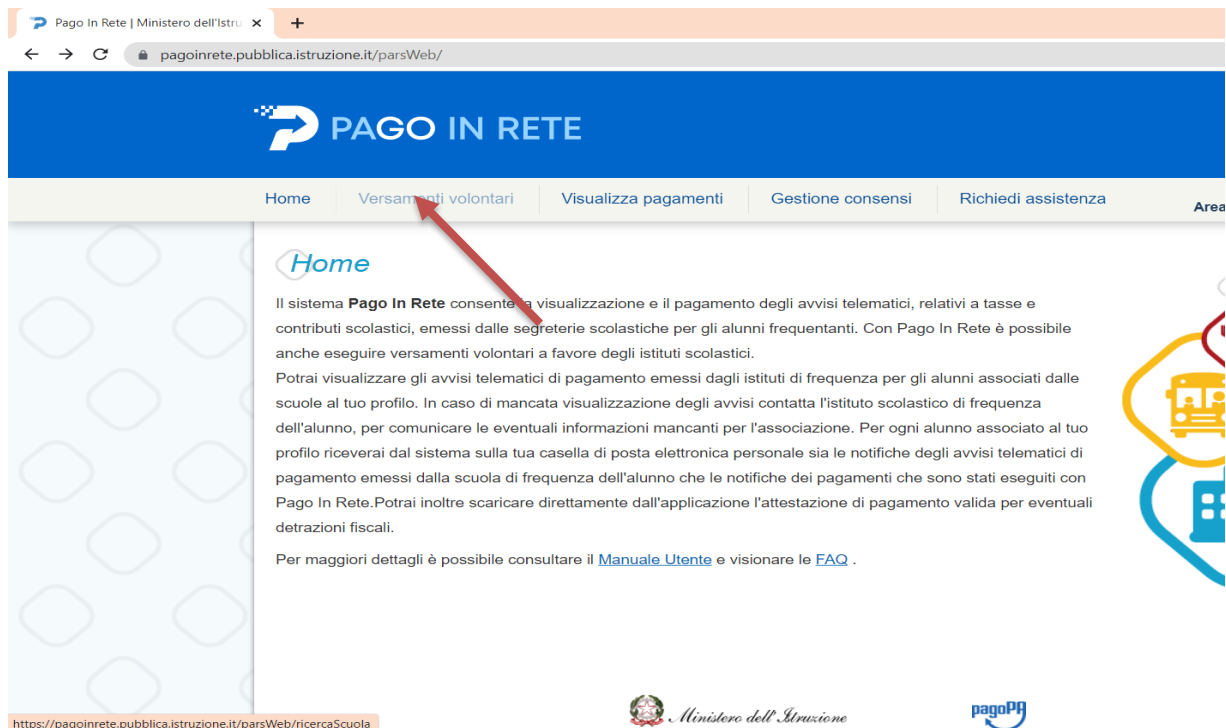 Pago In Rete | Ministero dell'Istru
pagoinrete.pubblica.istruzione.it/parsWeb/
PAGO IN RETE
Home Versamenti volontari Visualizza pagamenti Gestione consensi Richiedi assistenza Area
Home
Il sistema Pago In Rete consente la visualizzazione e il pagamento degli avvisi telematici, relativi a tasse e
contributi scolastici, emessi dalle segreterie scolastiche per gli alunni frequentanti. Con Pago In Rete è possibile
anche eseguire versamenti volontari a favore degli istituti scolastici.
Potrai visualizzare gli avvisi telematici di pagamento emessi dagli istituti di frequenza per gli alunni associati dalle
scuole al tuo profilo. In caso di mancata visualizzazione degli avvisi contatta l'istituto scolastico di frequenza
dell'alunno, per comunicare le eventuali informazioni mancanti per l'associazione. Per ogni alunno associato al tuo
profilo riceverai dal sistema sulla tua casella di posta elettronica personale sia le notifiche degli avvisi telematici di
pagamento emessi dalla scuola di frequenza dell'alunno che le notifiche dei pagamenti che sono stati eseguiti con
Pago In Rete.Potrai inoltre scaricare direttamente dall'applicazione l'attestazione di pagamento valida per eventuali
detrazioni fiscali.
Per maggiori dettagli è possibile consultare il Manuale Utente e visionare le FAQ .
Ministero dell'Istruzione
pagoPA
https://pagoinrete.pubblica.istruzione.it/parsWeb/ricercaScuola